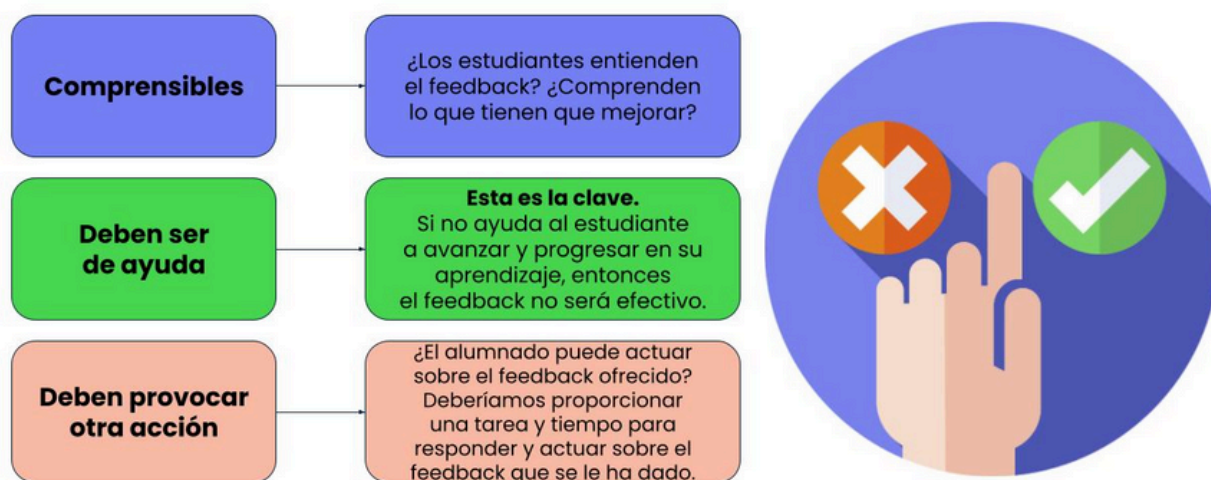 Comprensibles
¿Los estudiantes entienden
el feedback? ¿Comprenden
lo que tienen que mejorar?
Deben ser
de ayuda
Esta es la clave.
Si no ayuda al estudiante
a avanzar y progresar en su
aprendizaje, entonces
el feedback no será efectivo.
Deben provocar
otra acción
¿El alumnado puede actuar
sobre el feedback ofrecido?
Deberíamos proporcionar
una tarea y tiempo para
responder y actuar sobre el
feedback que se le ha dado.